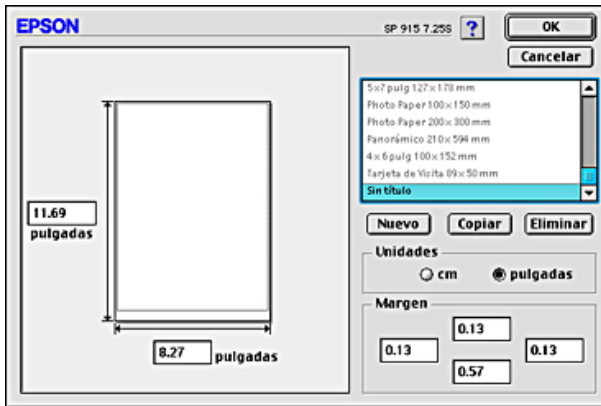 EPSON
SP 915 7.25S
?
OK
Cancelar
5x7 pulg 127x178 mm
Photo Paper 100x150 mm
Photo Paper 200x300 mm
Panorámico 210x594 mm
4x6 pulg 100x152 mm
Tarjeta de Visita 89x50 mm
Sin título
Nuevo
Copiar
Eliminar
11.69
pulgadas
8.27 pulgadas
Unidades
cm
pulgadas
Margen
0.13
0.13
0.13
0.57